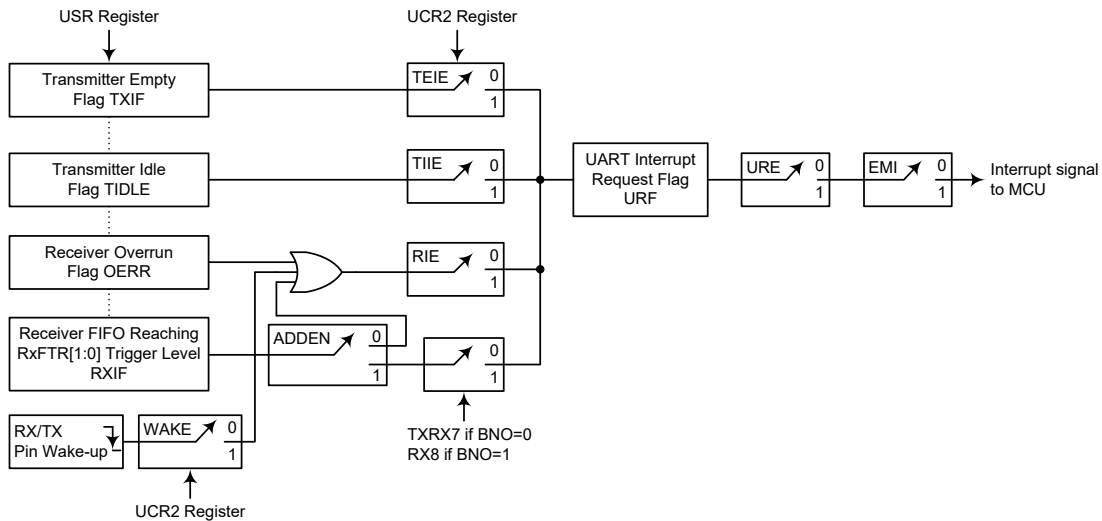 USR Register
UCR2 Register
Transmitter Empty
Flag TXIF
TEIE
0
1
Transmitter Idle
Flag TIDLE
TIIE
0
1
UART Interrupt
Request Flag
URF
URE
0
1
EMI
0
1
Interrupt signal
to MCU
Receiver Overrun
Flag OERR
RIE
0
1
Receiver FIFO Reaching
RxFTR[1:0] Trigger Level
RXIF
ADDEN
0
1
0
1
RX/TX
Pin Wake-up
WAKE
0
1
TXRX7 if BNO=0
RX8 if BNO=1
UCR2 Register